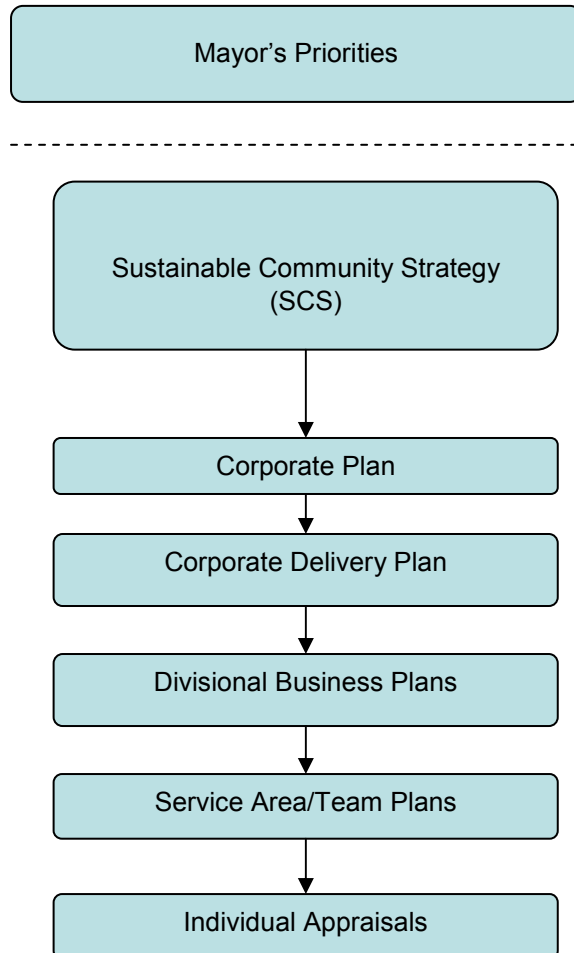 Mayor’s Priorities
Sustainable Community Strategy
(SCS)
Corporate Plan
Corporate Delivery Plan
Divisional Business Plans
Service Area/Team Plans
Individual Appraisals